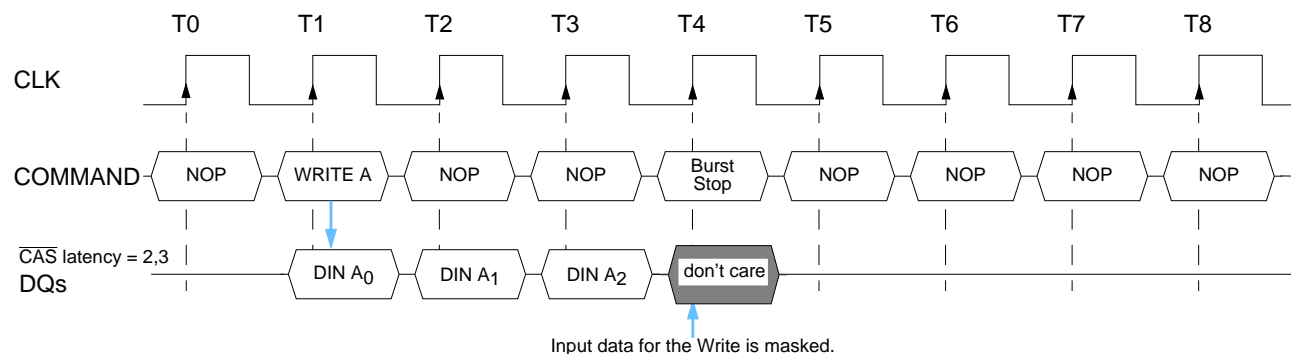 T0 T1 T2 T3 T4 T5 T6 T7 T8
CLK
COMMAND NOP WRITE A NOP NOP Burst Stop NOP NOP NOP NOP
CAS latency = 2,3
DQs DIN A0 DIN A1 DIN A2 don't care
Input data for the Write is masked.